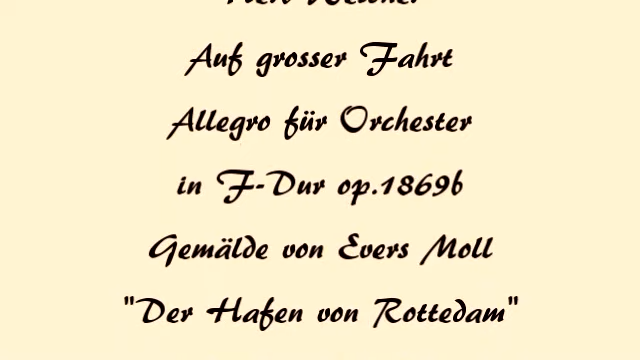 Auf grosser Fahrt
Allegro für Orchester
in F-Dur op.1869b
Gemälde von Evers Moll
"Der Hafen von Rottedam"